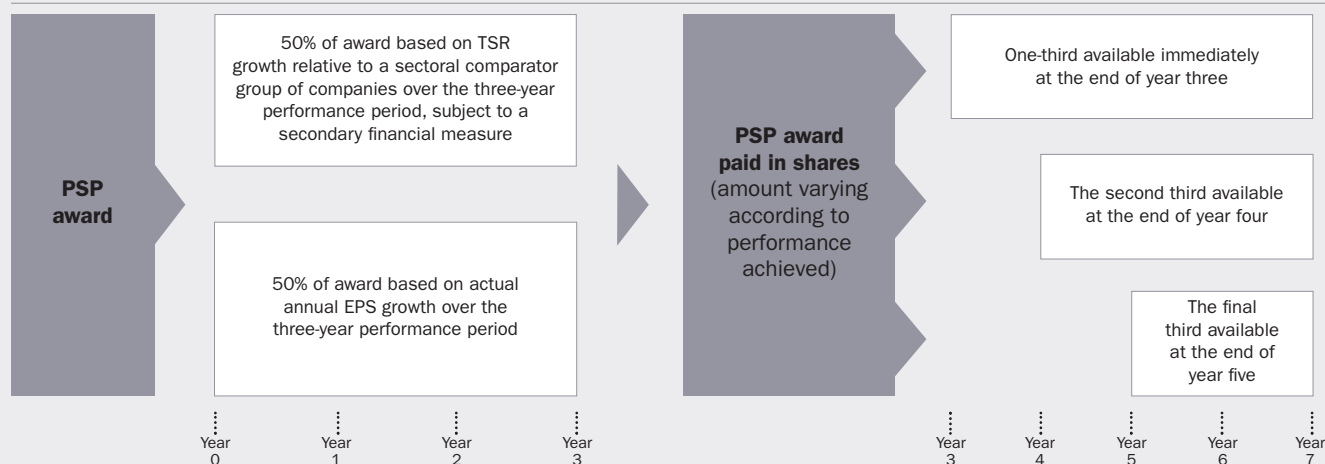 PSP
award
50% of award based on TSR
growth relative to a sectoral comparator
group of companies over the three-year
performance period, subject to a
secondary financial measure
50% of award based on actual
annual EPS growth over the
three-year performance period
Year
0
Year
1
Year
2
Year
3
PSP award
paid in shares
(amount varying
according to
performance
achieved)
One-third available immediately
at the end of year three
The second third available
at the end of year four
The final
third available
at the end of
year five
Year
3
Year
4
Year
5
Year
6
Year
7